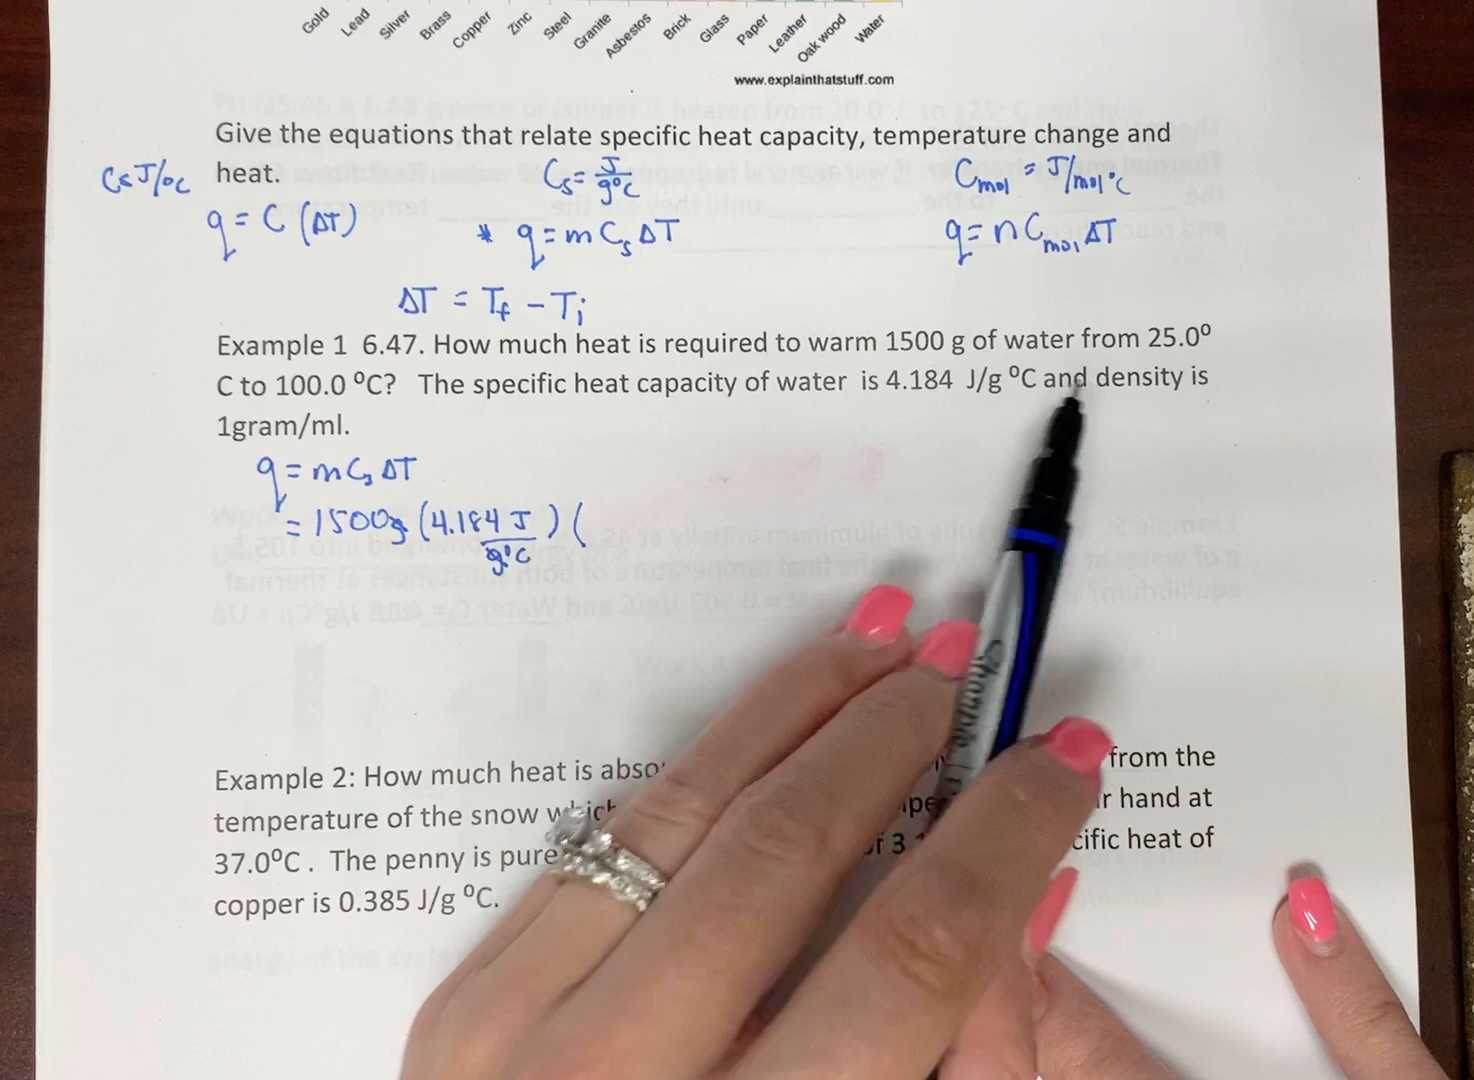 Gold Lead Silver Brass Copper Zinc Steel Granite Asbestos Brick Glass Paper Leather Oak wood Water
www.explainthatstuff.com
Give the equations that relate specific heat capacity, temperature change and
heat.
C= J/°C
Cs= J/g°C
Cmol = J/mol°C
q = C (ΔT)
* q = m Cs ΔT
q = n Cmol ΔT
ΔT = Tf - Ti
Example 1 6.47. How much heat is required to warm 1500 g of water from 25.0⁰
C to 100.0 ⁰C? The specific heat capacity of water is 4.184 J/g ⁰C and density is
1gram/ml.
q = m Cs ΔT
= 1500g (4.184 J/g°C) (
Example 2: How much heat is from the
temperature of the snow hand at
37.0⁰C. The penny is pure heat of
copper is 0.385 J/g ⁰C.